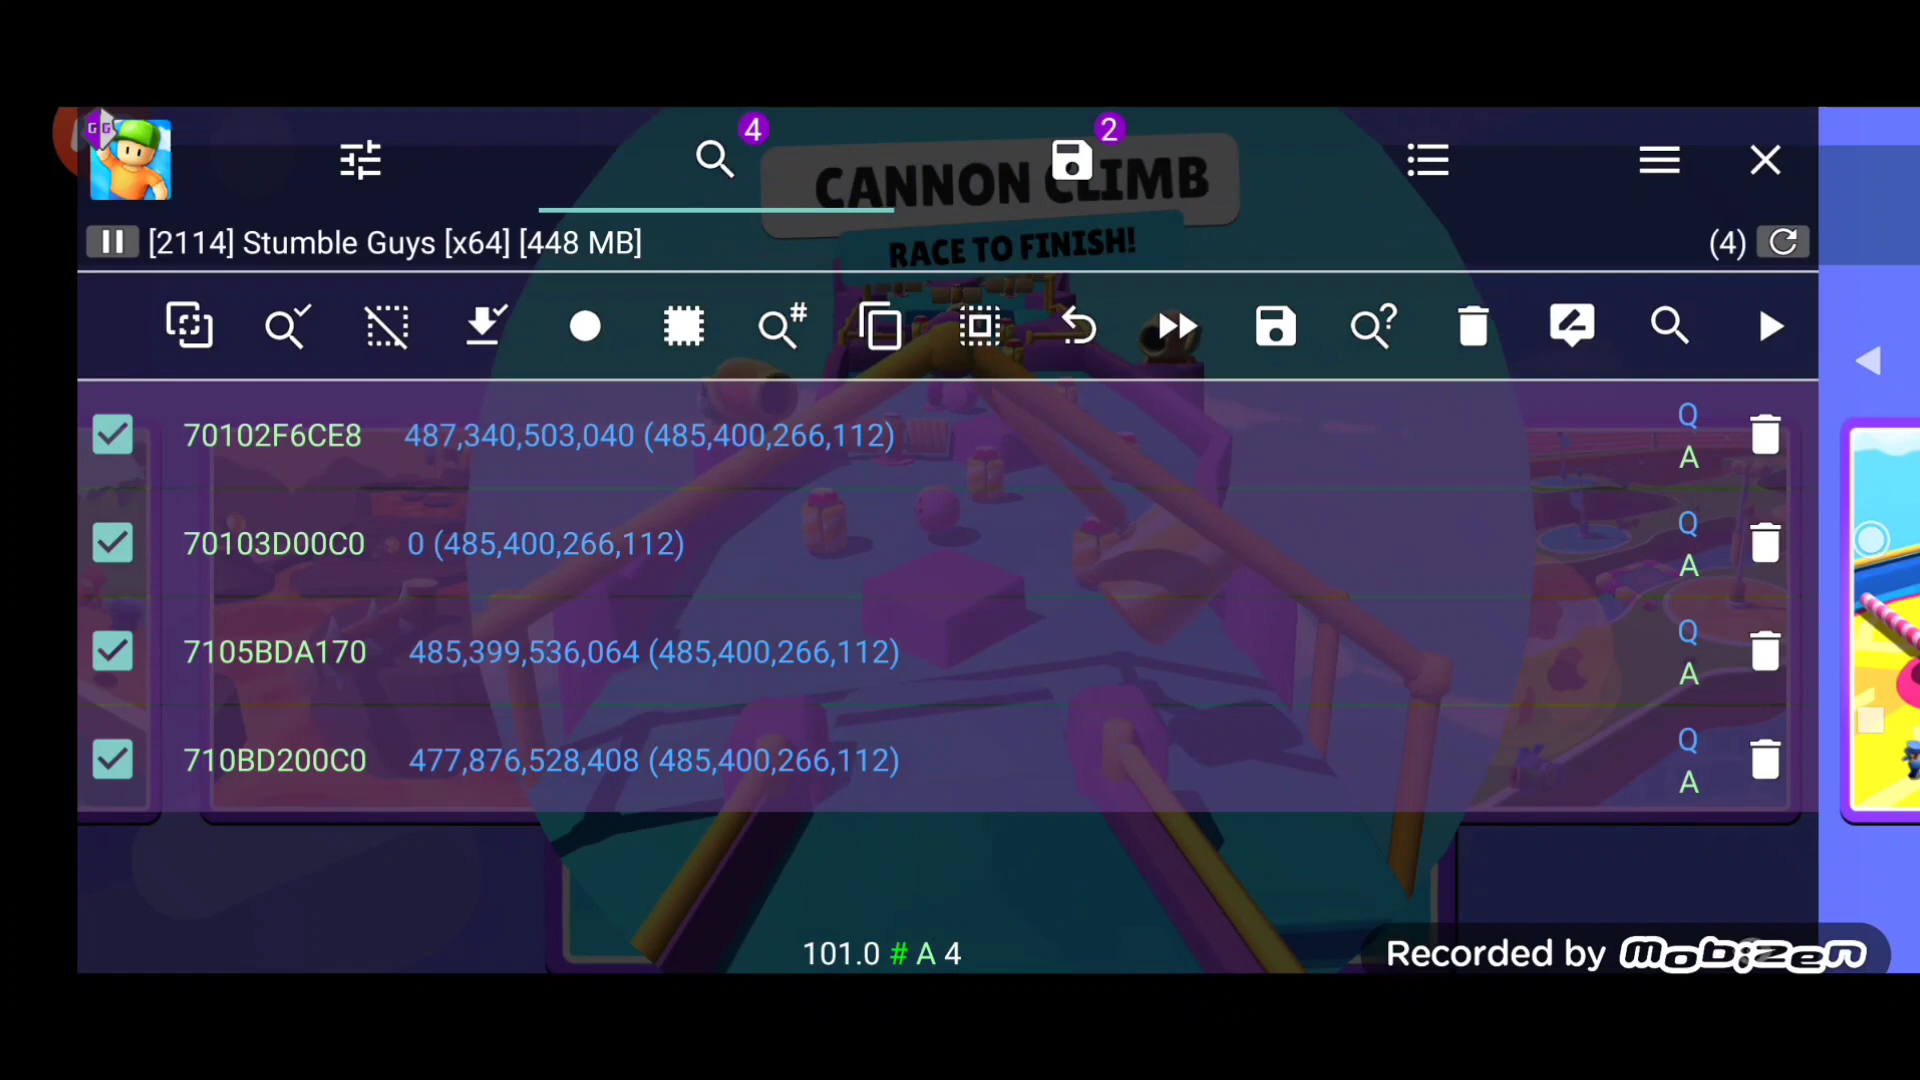 GG
4
2
CANNON CLIMB
[2114] Stumble Guys [x64] [448 MB]
(4)
RACE TO FINISH!
#
?
70102F6CE8 487,340,503,040 (485,400,266,112) Q
A
70103D00C0 0 (485,400,266,112) Q
A
7105BDA170 485,399,536,064 (485,400,266,112) Q
A
710BD200C0 477,876,528,408 (485,400,266,112) Q
A
101.0 # A 4
Recorded by mobizen